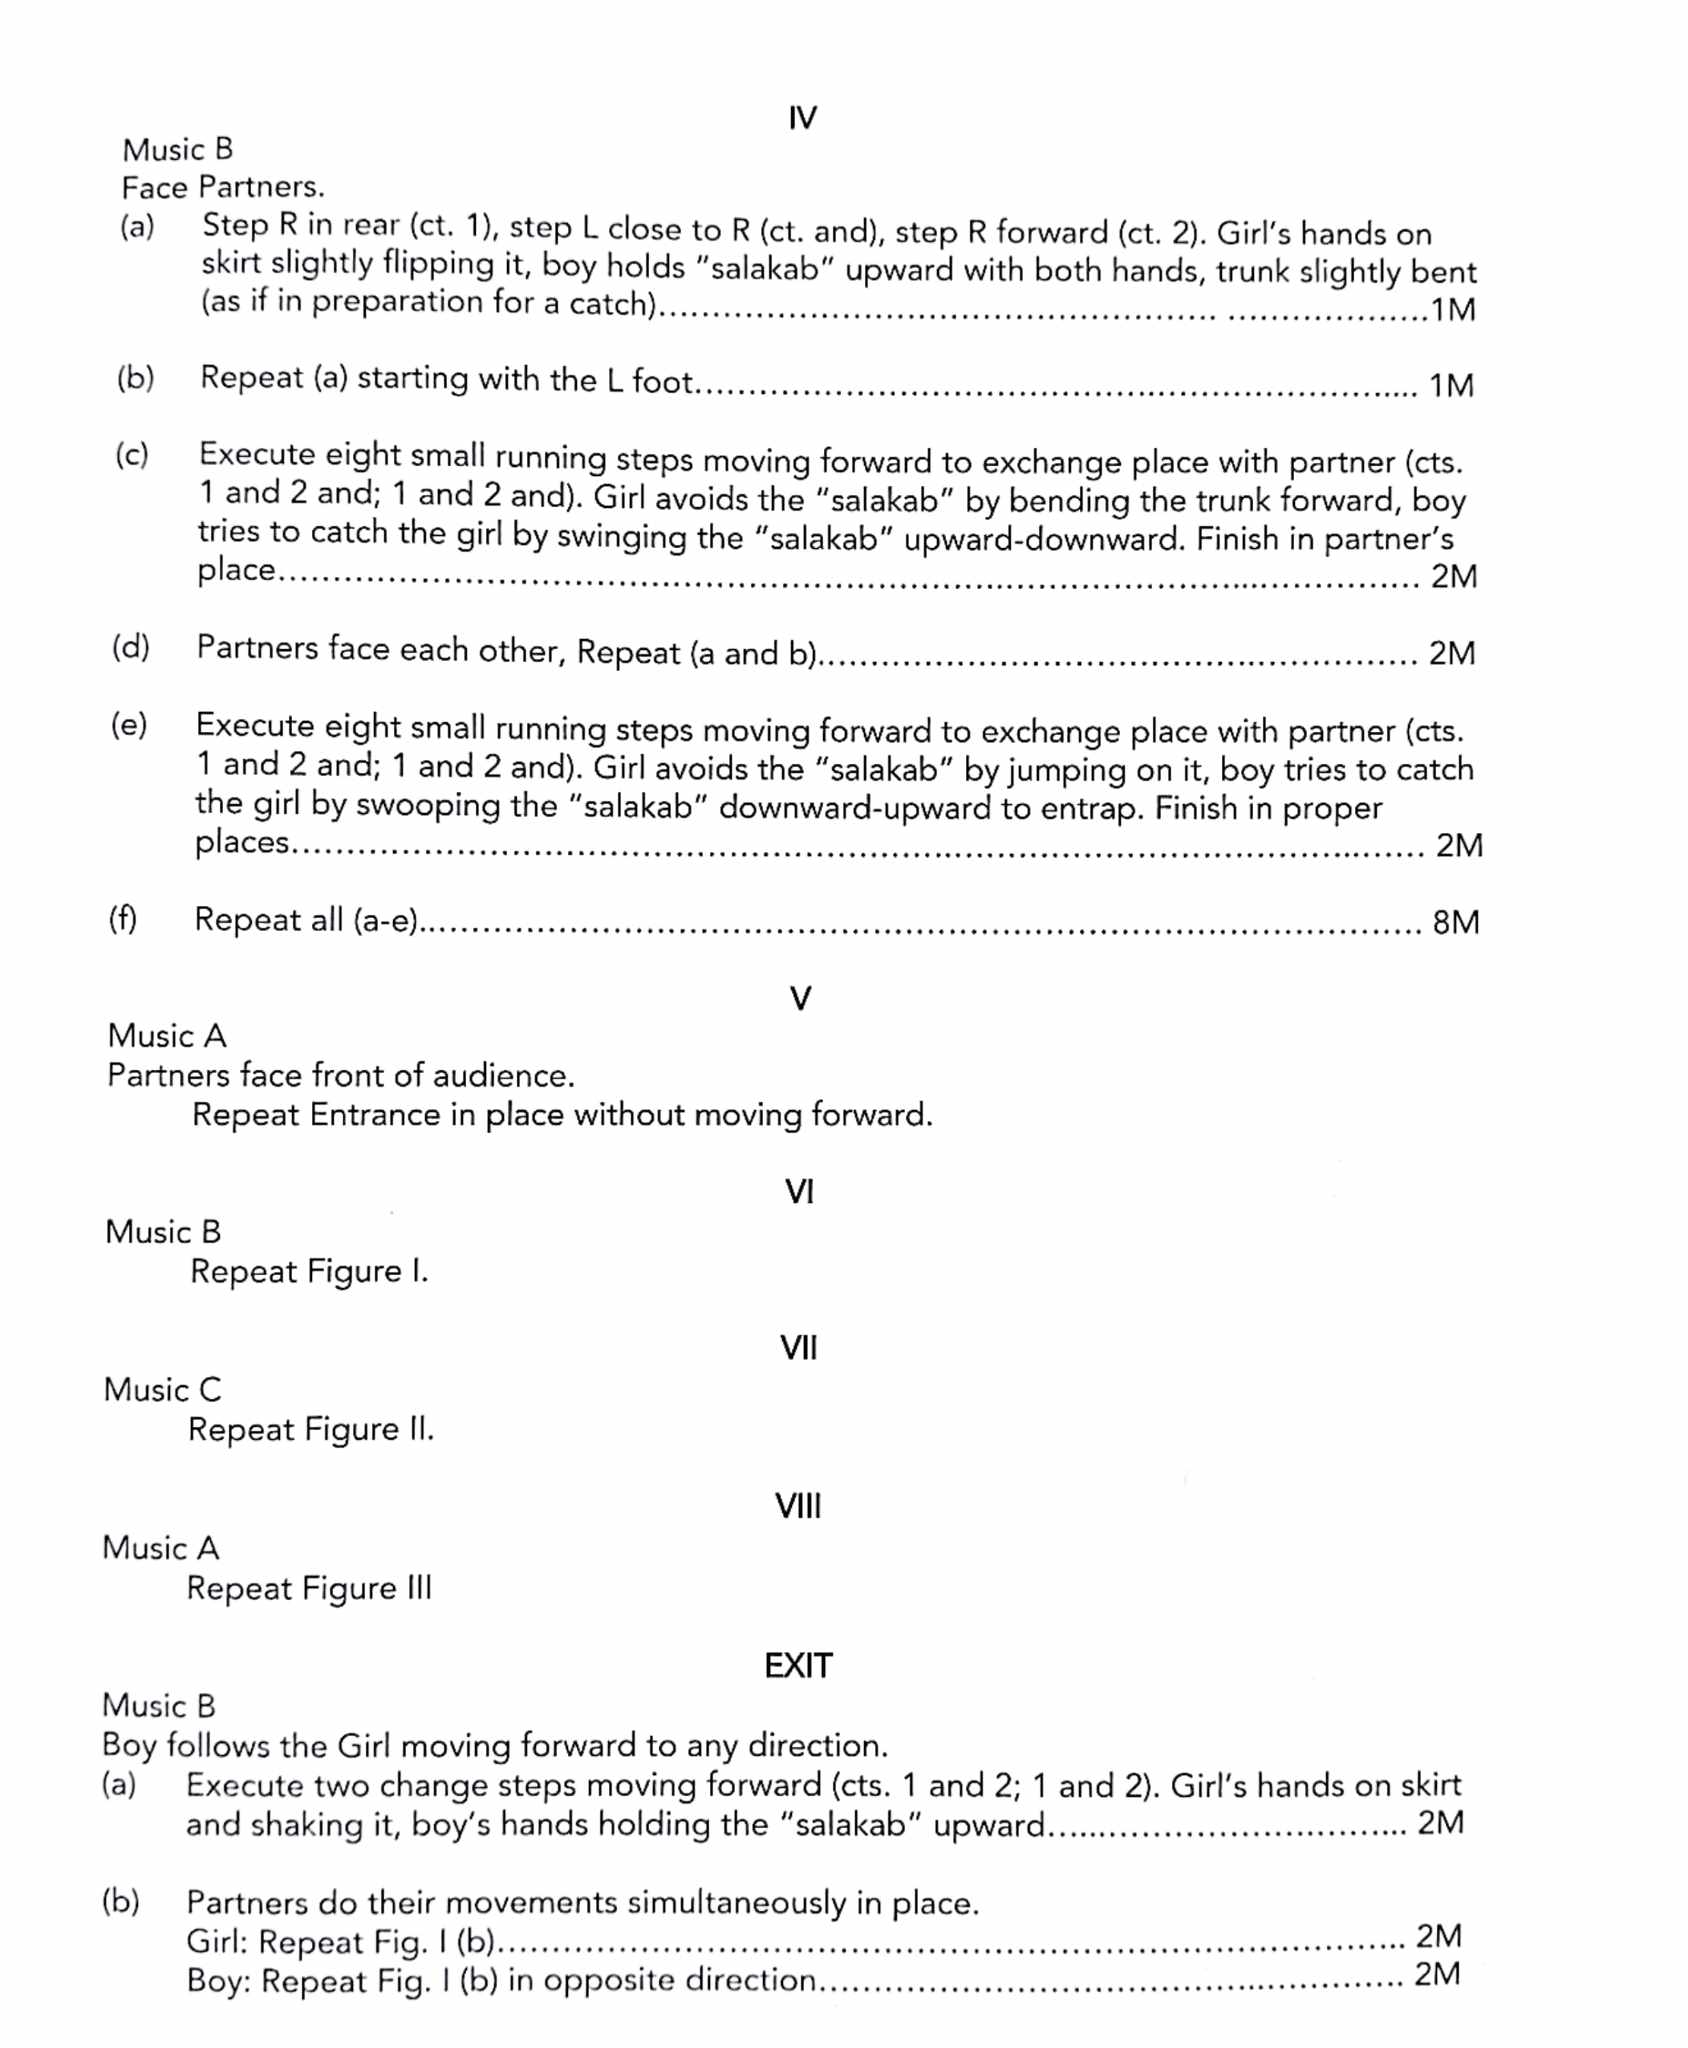 IV
Music B
Face Partners.
(a) Step R in rear (ct. 1), step L close to R (ct. and), step R forward (ct. 2). Girl's hands on
skirt slightly flipping it, boy holds "salakab" upward with both hands, trunk slightly bent
(as if in preparation for a catch)........................................................................1M
(b) Repeat (a) starting with the L foot........................................................................ 1M
(c) Execute eight small running steps moving forward to exchange place with partner (cts.
1 and 2 and; 1 and 2 and). Girl avoids the "salakab" by bending the trunk forward, boy
tries to catch the girl by swinging the "salakab" upward-downward. Finish in partner's
place........................................................................................................ 2M
(d) Partners face each other, Repeat (a and b)........................................................... 2M
(e) Execute eight small running steps moving forward to exchange place with partner (cts.
1 and 2 and; 1 and 2 and). Girl avoids the "salakab" by jumping on it, boy tries to catch
the girl by swooping the "salakab" downward-upward to entrap. Finish in proper
places........................................................................................................ 2M
(f) Repeat all (a-e)................................................................................................ 8M
V
Music A
Partners face front of audience.
Repeat Entrance in place without moving forward.
VI
Music B
Repeat Figure I.
VII
Music C
Repeat Figure II.
VIII
Music A
Repeat Figure III
EXIT
Music B
Boy follows the Girl moving forward to any direction.
(a) Execute two change steps moving forward (cts. 1 and 2; 1 and 2). Girl's hands on skirt
and shaking it, boy's hands holding the "salakab" upward.................................. 2M
(b) Partners do their movements simultaneously in place.
Girl: Repeat Fig. I (b)........................................................................................ 2M
Boy: Repeat Fig. I (b) in opposite direction........................................................ 2M